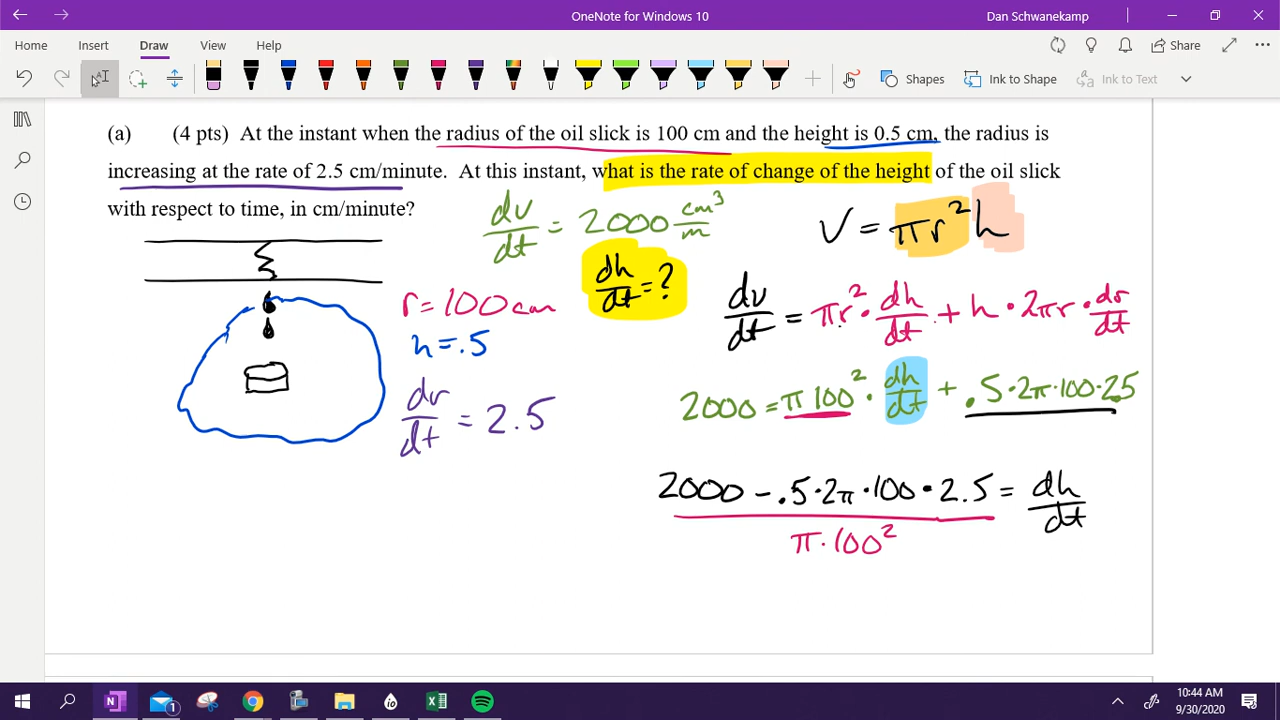 OneNote for Windows 10
Dan Schwanekamp
Home Insert Draw View Help
Share
Shapes
Ink to Shape
Ink to Text
(a) (4 pts) At the instant when the radius of the oil slick is 100 cm and the height is 0.5 cm, the radius is
increasing at the rate of 2.5 cm/minute. At this instant, what is the rate of change of the height of the oil slick
with respect to time, in cm/minute?
dv/dt = 2000 cm³/m
V = πr²h
dh/dt = ?
r = 100cm
h = .5
dv/dt = πr² · dh/dt + h · 2πr · dr/dt
dr/dt = 2.5
2000 = π 100² · dh/dt + .5 · 2π · 100 · 2.5
2000 - .5 · 2π · 100 · 2.5 = dh/dt
π · 100²
10:44 AM
9/30/2020
1